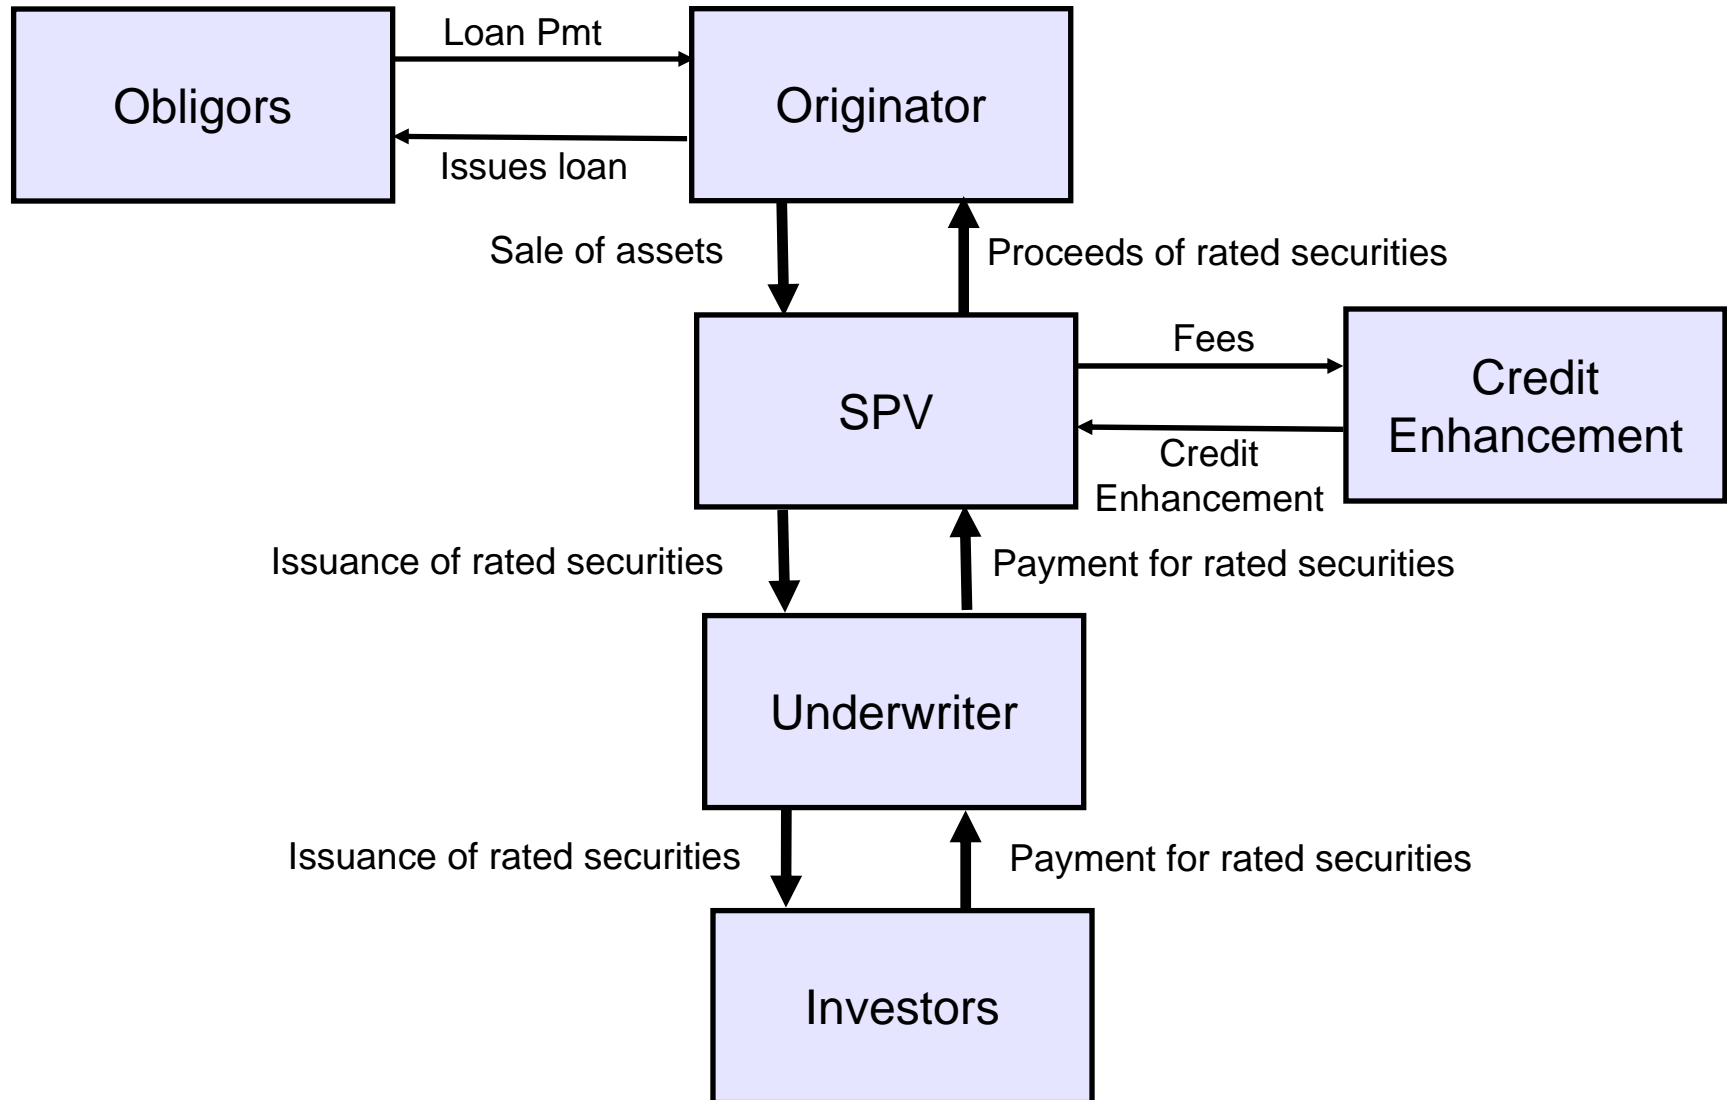 Loan Pmt
Obligors
Originator
Issues loan
Sale of assets
Proceeds of rated securities
Fees
SPV
Credit
Enhancement
Credit
Enhancement
Issuance of rated securities
Payment for rated securities
Underwriter
Issuance of rated securities
Payment for rated securities
Investors